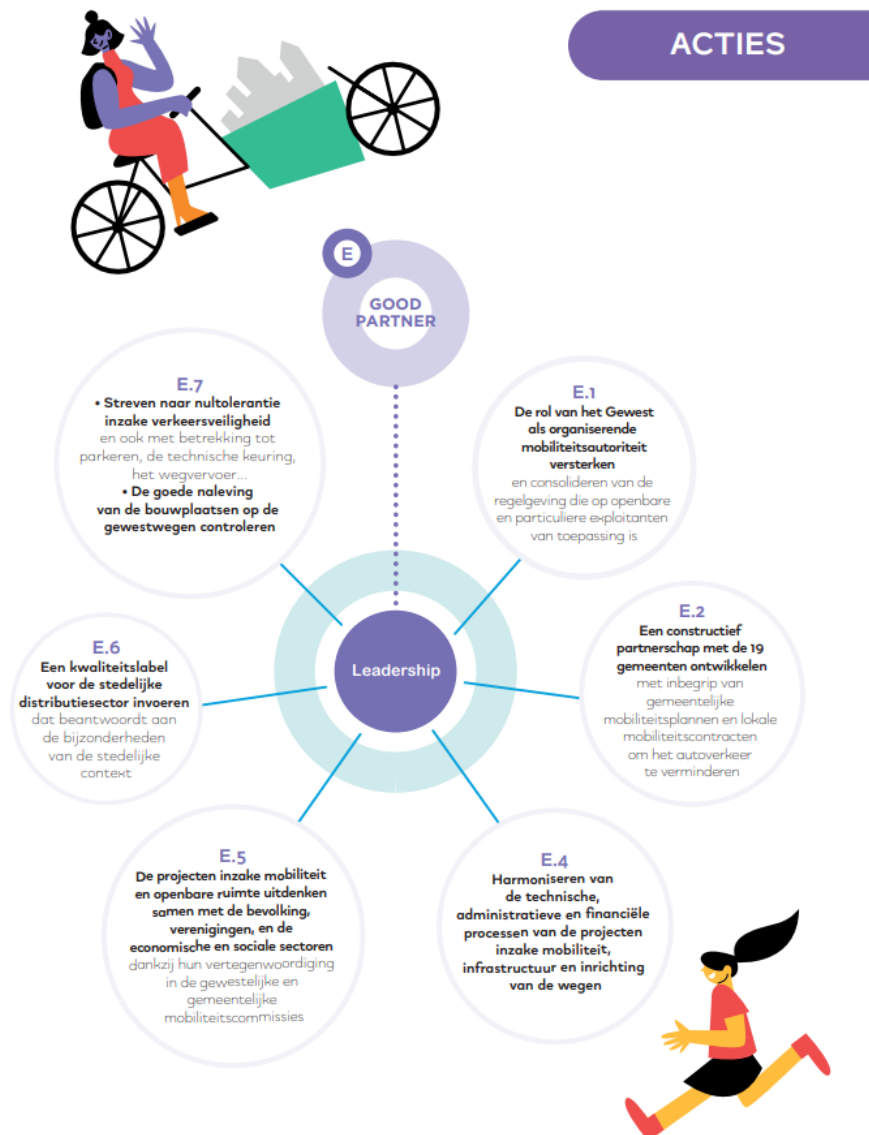 ACTIES
E
GOOD
PARTNER
E.7
• Streven naar nultolerantie
inzake verkeersveiligheid
en ook met betrekking tot
parkeren, de technische keuring,
het wegvervoer...
• De goede naleving
van de bouwplaatsen op de
gewestwegen controleren
E.1
De rol van het Gewest
als organiserende
mobiliteitsautoriteit
versterken
en consolideren van de
regelgeving die op openbare
en particuliere exploitanten
van toepassing is
Leadership
E.2
Een constructief
partnerschap met de 19
gemeenten ontwikkelen
met inbegrip van
gemeentelijke
mobiliteitsplannen en lokale
mobiliteitscontracten
om het autoverkeer
te verminderen
E.6
Een kwaliteitslabel
voor de stedelijke
distributiesector invoeren
dat beantwoordt aan
de bijzonderheden
van de stedelijke
context
E.5
De projecten inzake mobiliteit
en openbare ruimte uitdenken
samen met de bevolking,
verenigingen, en de
economische en sociale sectoren
dankzij hun vertegenwoordiging
in de gewestelijke en
gemeentelijke
mobiliteitscommissies
E.4
Harmoniseren van
de technische,
administratieve en financiële
processen van de projecten
inzake mobiliteit,
infrastructuur en inrichting
van de wegen